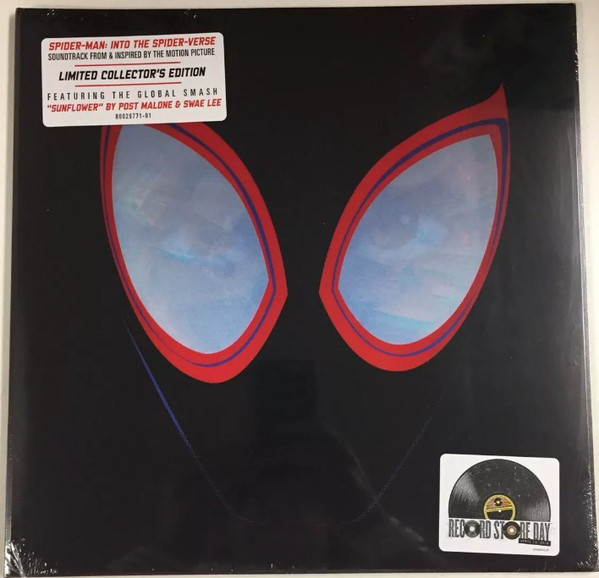 SPIDER-MAN: INTO THE SPIDER-VERSE
SOUNDTRACK FROM & INSPIRED BY THE MOTION PICTURE
LIMITED COLLECTOR'S EDITION
FEATURING THE GLOBAL SMASH
"SUNFLOWER" BY POST MALONE & SWAE LEE
B0029771-01
RECORD STORE DAY